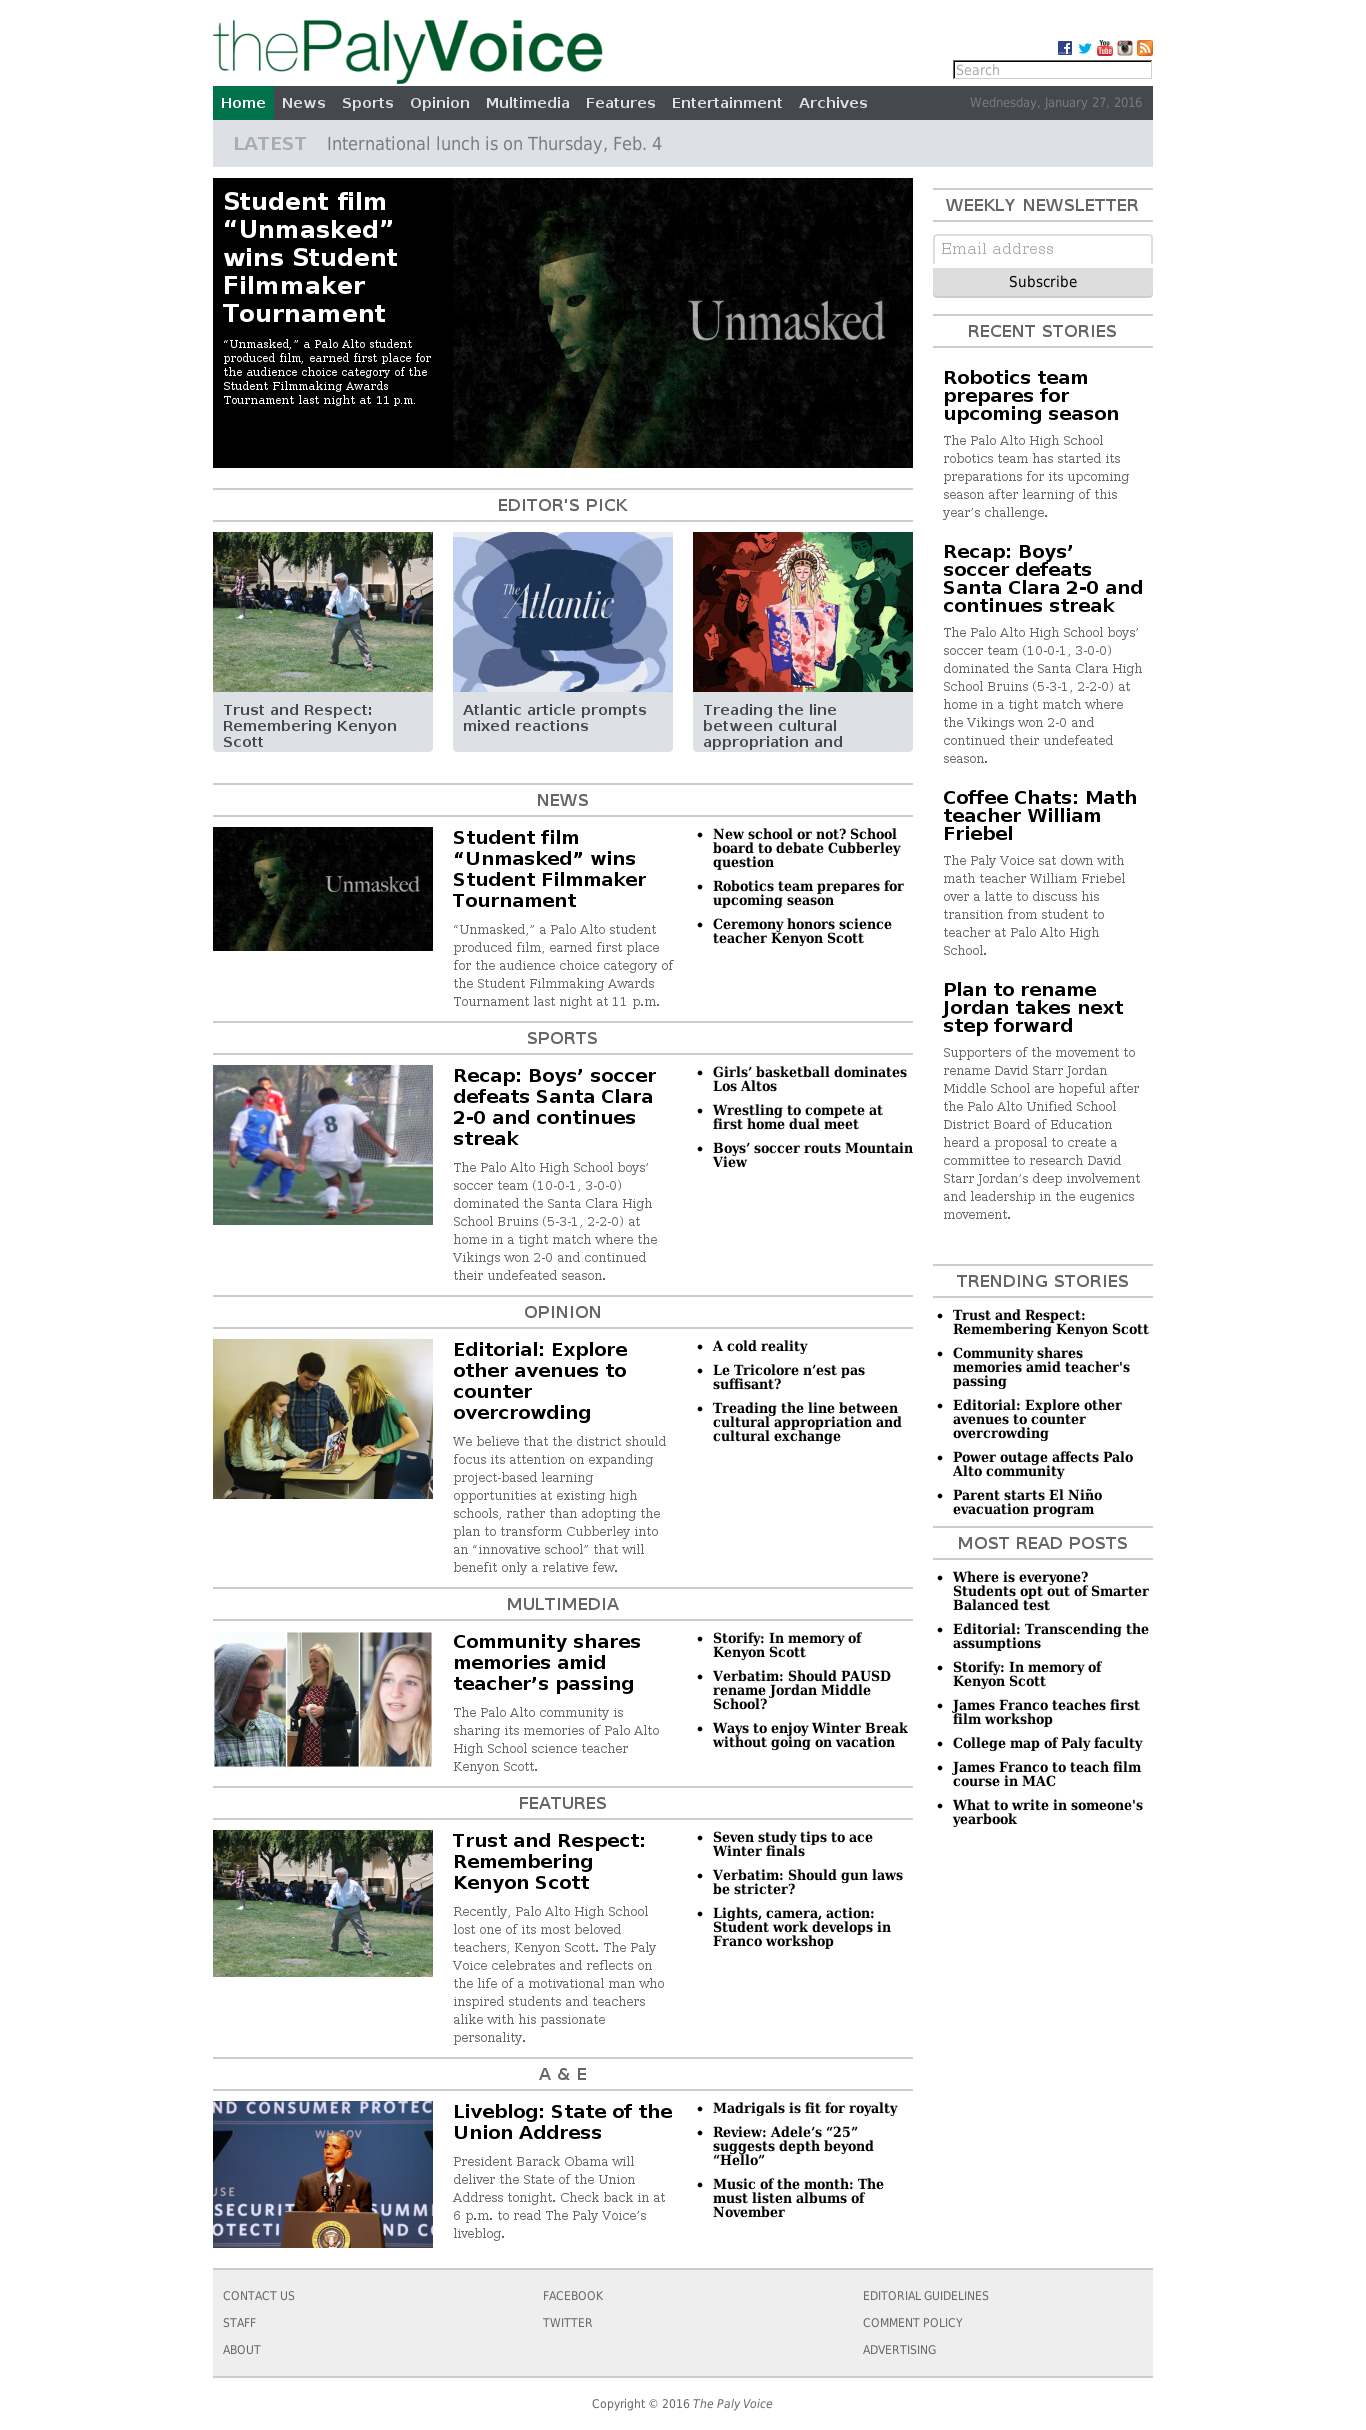 thePalyVoice
Search
Home News Sports Opinion Multimedia Features Entertainment Archives Wednesday, January 27, 2016
LATEST International lunch is on Thursday, Feb. 4
Student film
“Unmasked”
wins Student
Filmmaker
Tournament
“Unmasked,” a Palo Alto student
produced film, earned first place for
the audience choice category of the
Student Filmmaking Awards
Tournament last night at 11 p.m.
Unmasked
EDITOR'S PICK
Trust and Respect:
Remembering Kenyon
Scott
The Atlantic
Atlantic article prompts
mixed reactions
Treading the line
between cultural
appropriation and
NEWS
Unmasked
Student film
“Unmasked” wins
Student Filmmaker
Tournament
“Unmasked,” a Palo Alto student
produced film, earned first place
for the audience choice category of
the Student Filmmaking Awards
Tournament last night at 11 p.m.
New school or not? School
board to debate Cubberley
question
Robotics team prepares for
upcoming season
Ceremony honors science
teacher Kenyon Scott
SPORTS
8
Recap: Boys’ soccer
defeats Santa Clara
2-0 and continues
streak
The Palo Alto High School boys’
soccer team (10-0-1, 3-0-0)
dominated the Santa Clara High
School Bruins (5-3-1, 2-2-0) at
home in a tight match where the
Vikings won 2-0 and continued
their undefeated season.
Girls’ basketball dominates
Los Altos
Wrestling to compete at
first home dual meet
Boys’ soccer routs Mountain
View
OPINION
Editorial: Explore
other avenues to
counter
overcrowding
We believe that the district should
focus its attention on expanding
project-based learning
opportunities at existing high
schools, rather than adopting the
plan to transform Cubberley into
an “innovative school” that will
benefit only a relative few.
A cold reality
Le Tricolore n’est pas
suffisant?
Treading the line between
cultural appropriation and
cultural exchange
MULTIMEDIA
Community shares
memories amid
teacher’s passing
The Palo Alto community is
sharing its memories of Palo Alto
High School science teacher
Kenyon Scott.
Storify: In memory of
Kenyon Scott
Verbatim: Should PAUSD
rename Jordan Middle
School?
Ways to enjoy Winter Break
without going on vacation
FEATURES
Trust and Respect:
Remembering
Kenyon Scott
Recently, Palo Alto High School
lost one of its most beloved
teachers, Kenyon Scott. The Paly
Voice celebrates and reflects on
the life of a motivational man who
inspired students and teachers
alike with his passionate
personality.
Seven study tips to ace
Winter finals
Verbatim: Should gun laws
be stricter?
Lights, camera, action:
Student work develops in
Franco workshop
A & E
ND CONSUMER PROTEC
WH.GOV
USE
SECURIT SUMM
OTECTI ND CO
Liveblog: State of the
Union Address
President Barack Obama will
deliver the State of the Union
Address tonight. Check back in at
6 p.m. to read The Paly Voice’s
liveblog.
Madrigals is fit for royalty
Review: Adele’s “25”
suggests depth beyond
“Hello”
Music of the month: The
must listen albums of
November
WEEKLY NEWSLETTER
Email address
Subscribe
RECENT STORIES
Robotics team
prepares for
upcoming season
The Palo Alto High School
robotics team has started its
preparations for its upcoming
season after learning of this
year’s challenge.
Recap: Boys’
soccer defeats
Santa Clara 2-0 and
continues streak
The Palo Alto High School boys’
soccer team (10-0-1, 3-0-0)
dominated the Santa Clara High
School Bruins (5-3-1, 2-2-0) at
home in a tight match where
the Vikings won 2-0 and
continued their undefeated
season.
Coffee Chats: Math
teacher William
Friebel
The Paly Voice sat down with
math teacher William Friebel
over a latte to discuss his
transition from student to
teacher at Palo Alto High
School.
Plan to rename
Jordan takes next
step forward
Supporters of the movement to
rename David Starr Jordan
Middle School are hopeful after
the Palo Alto Unified School
District Board of Education
heard a proposal to create a
committee to research David
Starr Jordan’s deep involvement
and leadership in the eugenics
movement.
TRENDING STORIES
Trust and Respect:
Remembering Kenyon Scott
Community shares
memories amid teacher's
passing
Editorial: Explore other
avenues to counter
overcrowding
Power outage affects Palo
Alto community
Parent starts El Niño
evacuation program
MOST READ POSTS
Where is everyone?
Students opt out of Smarter
Balanced test
Editorial: Transcending the
assumptions
Storify: In memory of
Kenyon Scott
James Franco teaches first
film workshop
College map of Paly faculty
James Franco to teach film
course in MAC
What to write in someone's
yearbook
CONTACT US FACEBOOK EDITORIAL GUIDELINES
STAFF TWITTER COMMENT POLICY
ABOUT ADVERTISING
Copyright © 2016 The Paly Voice